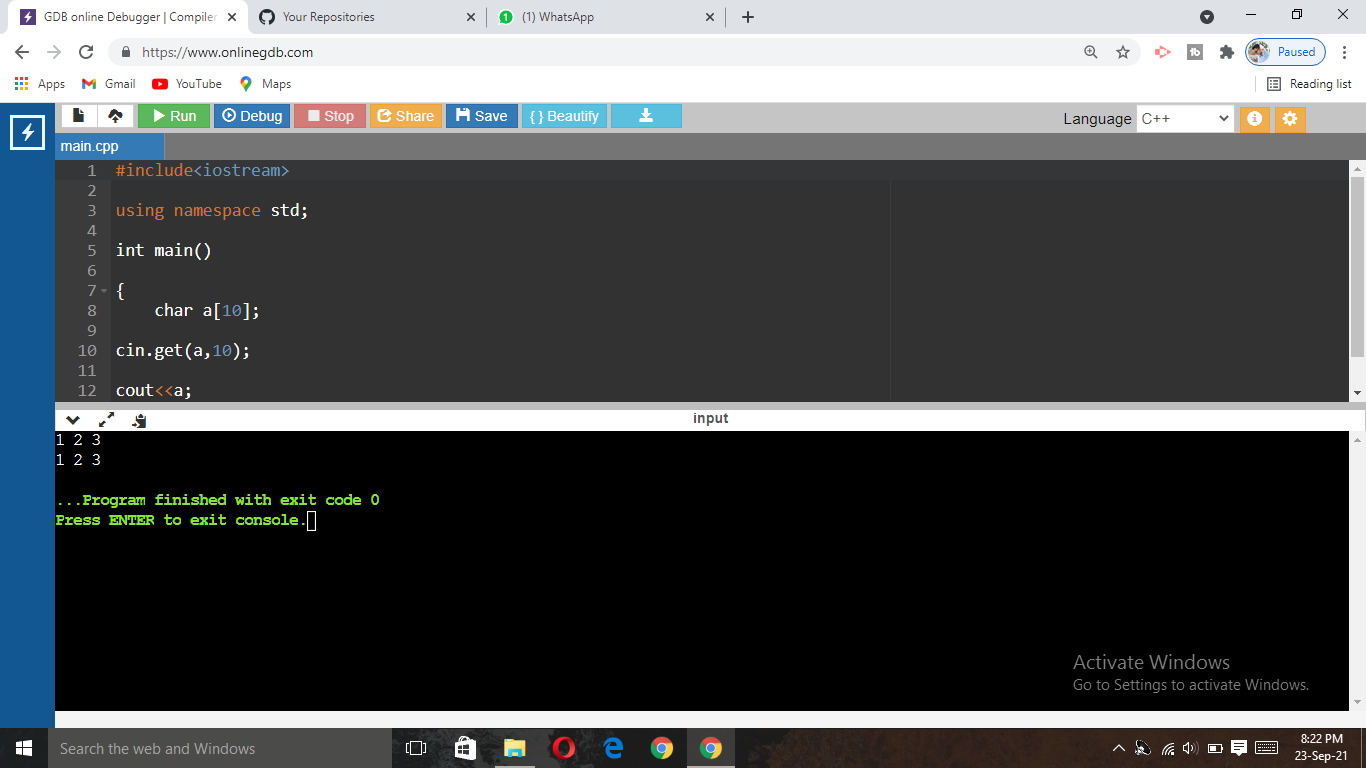 GDB online Debugger | Compiler
Your Repositories
(1) WhatsApp
https://www.onlinegdb.com
Paused
Apps
Gmail
YouTube
Maps
Reading list
Run
Debug
Stop
Share
Save
{ } Beautify
Language
C++
main.cpp
1 #include<iostream>
2
3 using namespace std;
4
5 int main()
6
7 {
8 char a[10];
9
10 cin.get(a,10);
11
12 cout<<a;
input
1 2 3
1 2 3
...Program finished with exit code 0
Press ENTER to exit console.
Activate Windows
Go to Settings to activate Windows.
Search the web and Windows
8:22 PM
23-Sep-21